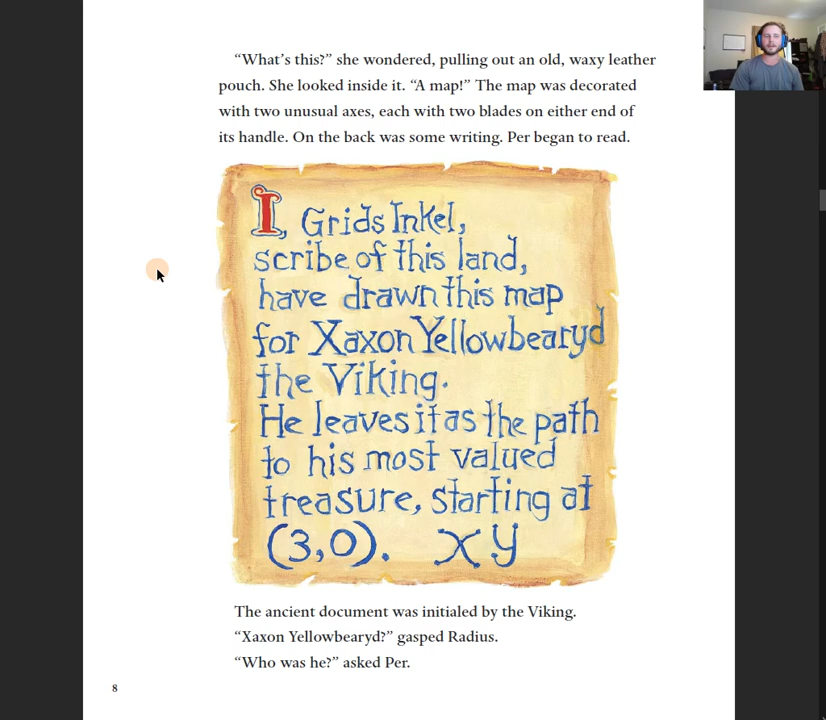 “What’s this?” she wondered, pulling out an old, waxy leather
pouch. She looked inside it. “A map!” The map was decorated
with two unusual axes, each with two blades on either end of
its handle. On the back was some writing. Per began to read.
I, Grids Inkel,
scribe of this land,
have drawn this map
for Xaxon Yellowbearyd
the Viking.
He leaves it as the path
to his most valued
treasure, starting at
(3,0). XY
The ancient document was initialed by the Viking.
“Xaxon Yellowbearyd?” gasped Radius.
“Who was he?” asked Per.
8